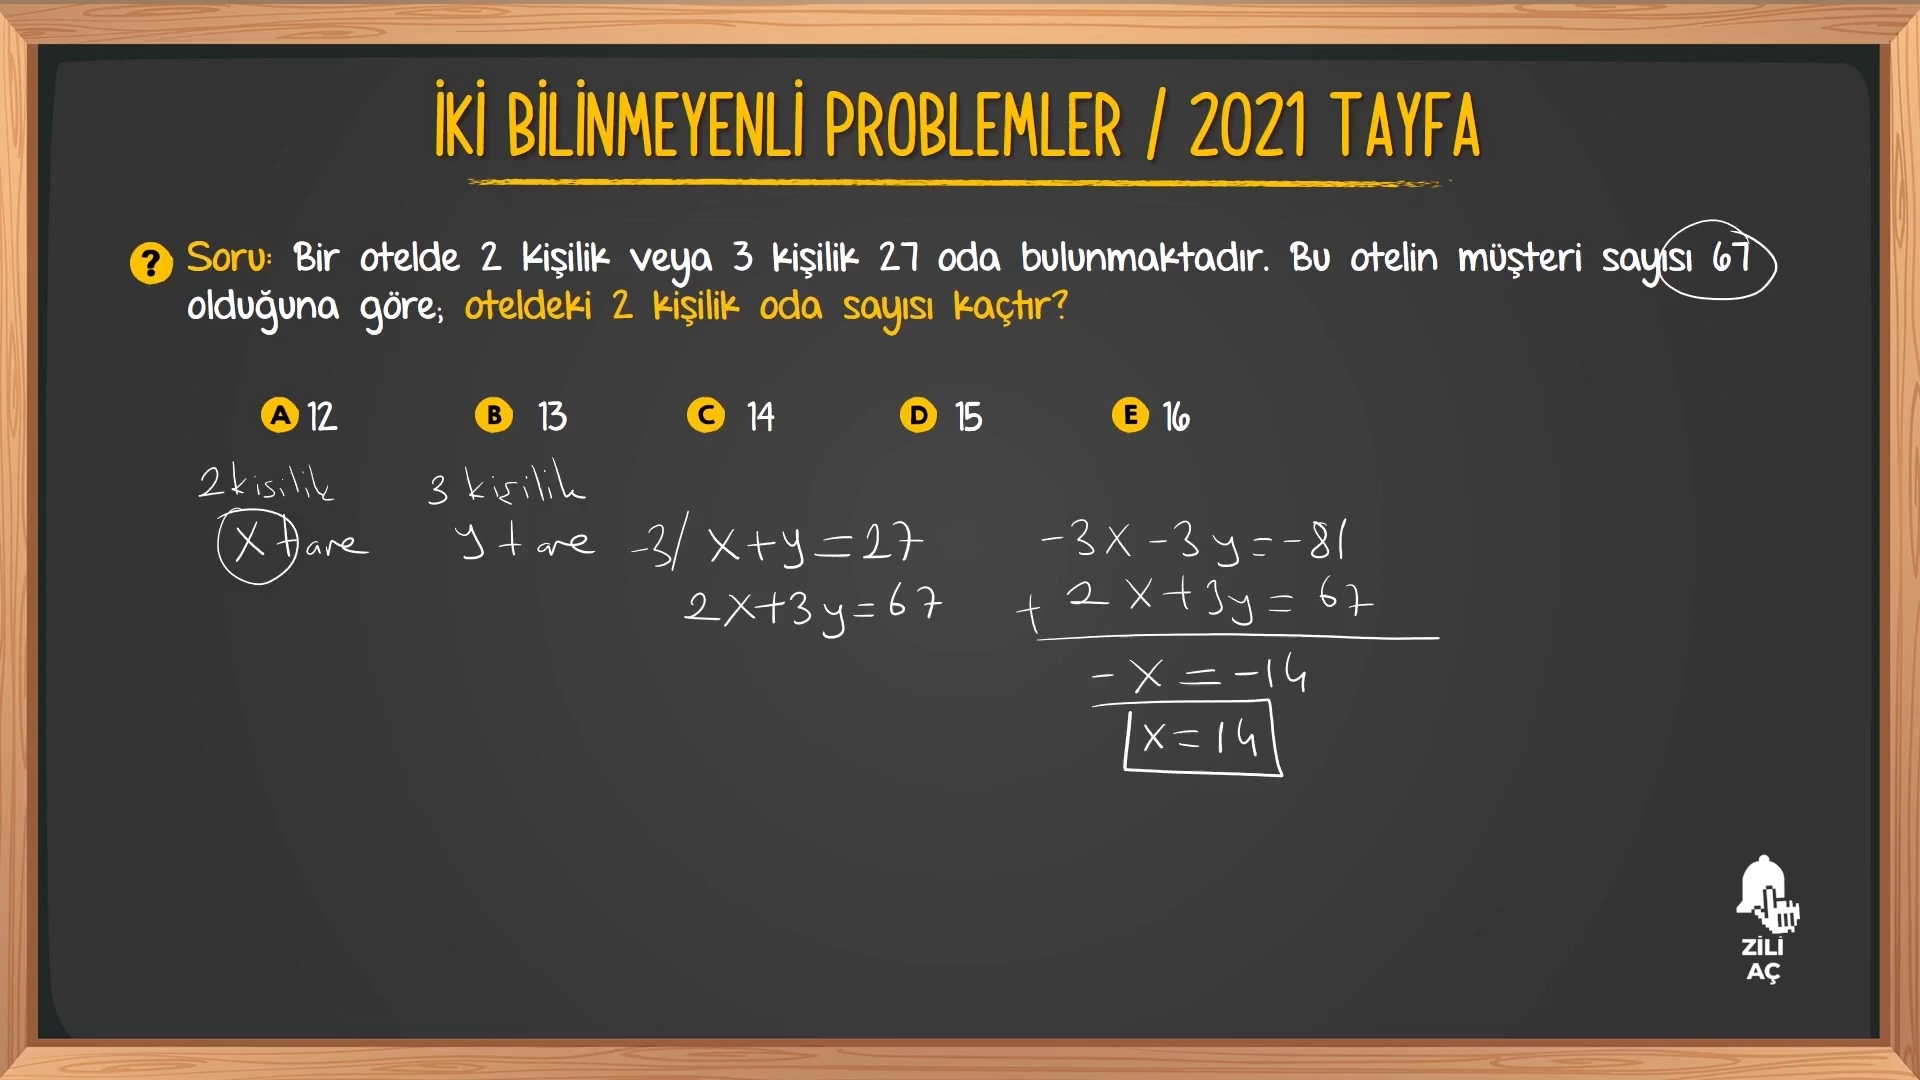 İKİ BİLİNMEYENLİ PROBLEMLER / 2021 TAYFA
? Soru: Bir otelde 2 kişilik veya 3 kişilik 27 oda bulunmaktadır. Bu otelin müşteri sayısı 67
olduğuna göre; oteldeki 2 kişilik oda sayısı kaçtır?
A 12 B 13 C 14 D 15 E 16
2 kisilik 3 kişilik
x tane y tane
-3/ x+y=27
2x+3y=67
-3x-3y=-81
+ 2x+3y=67
-x=-14
x=14
ZİLİ
AÇ